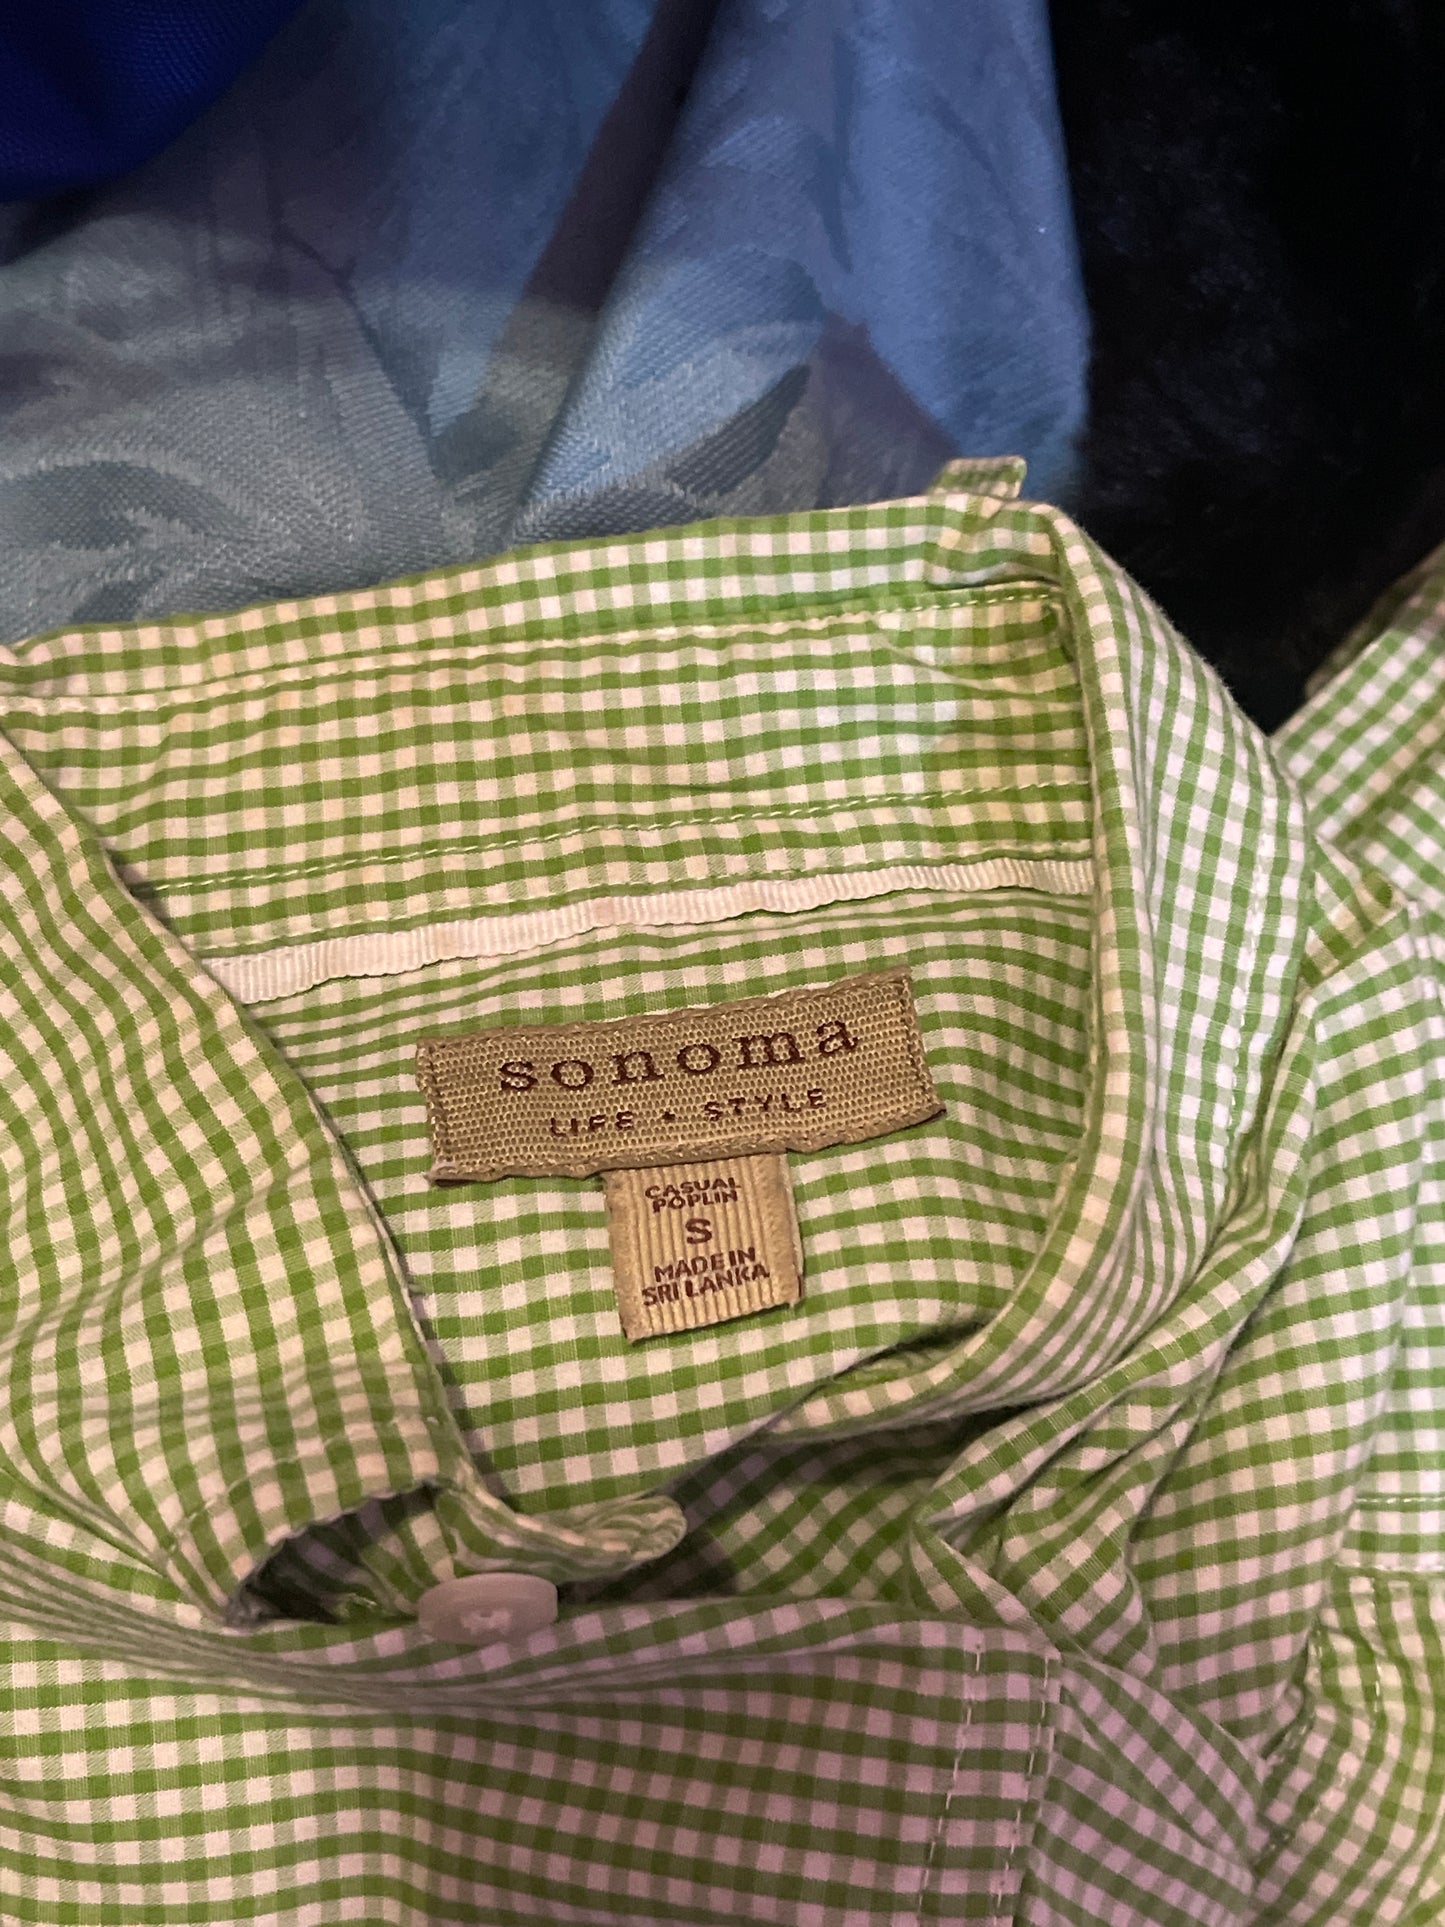 sonoma
LIFE + STYLE
CASUAL
POPLIN
S
MADE IN
SRI LANKA